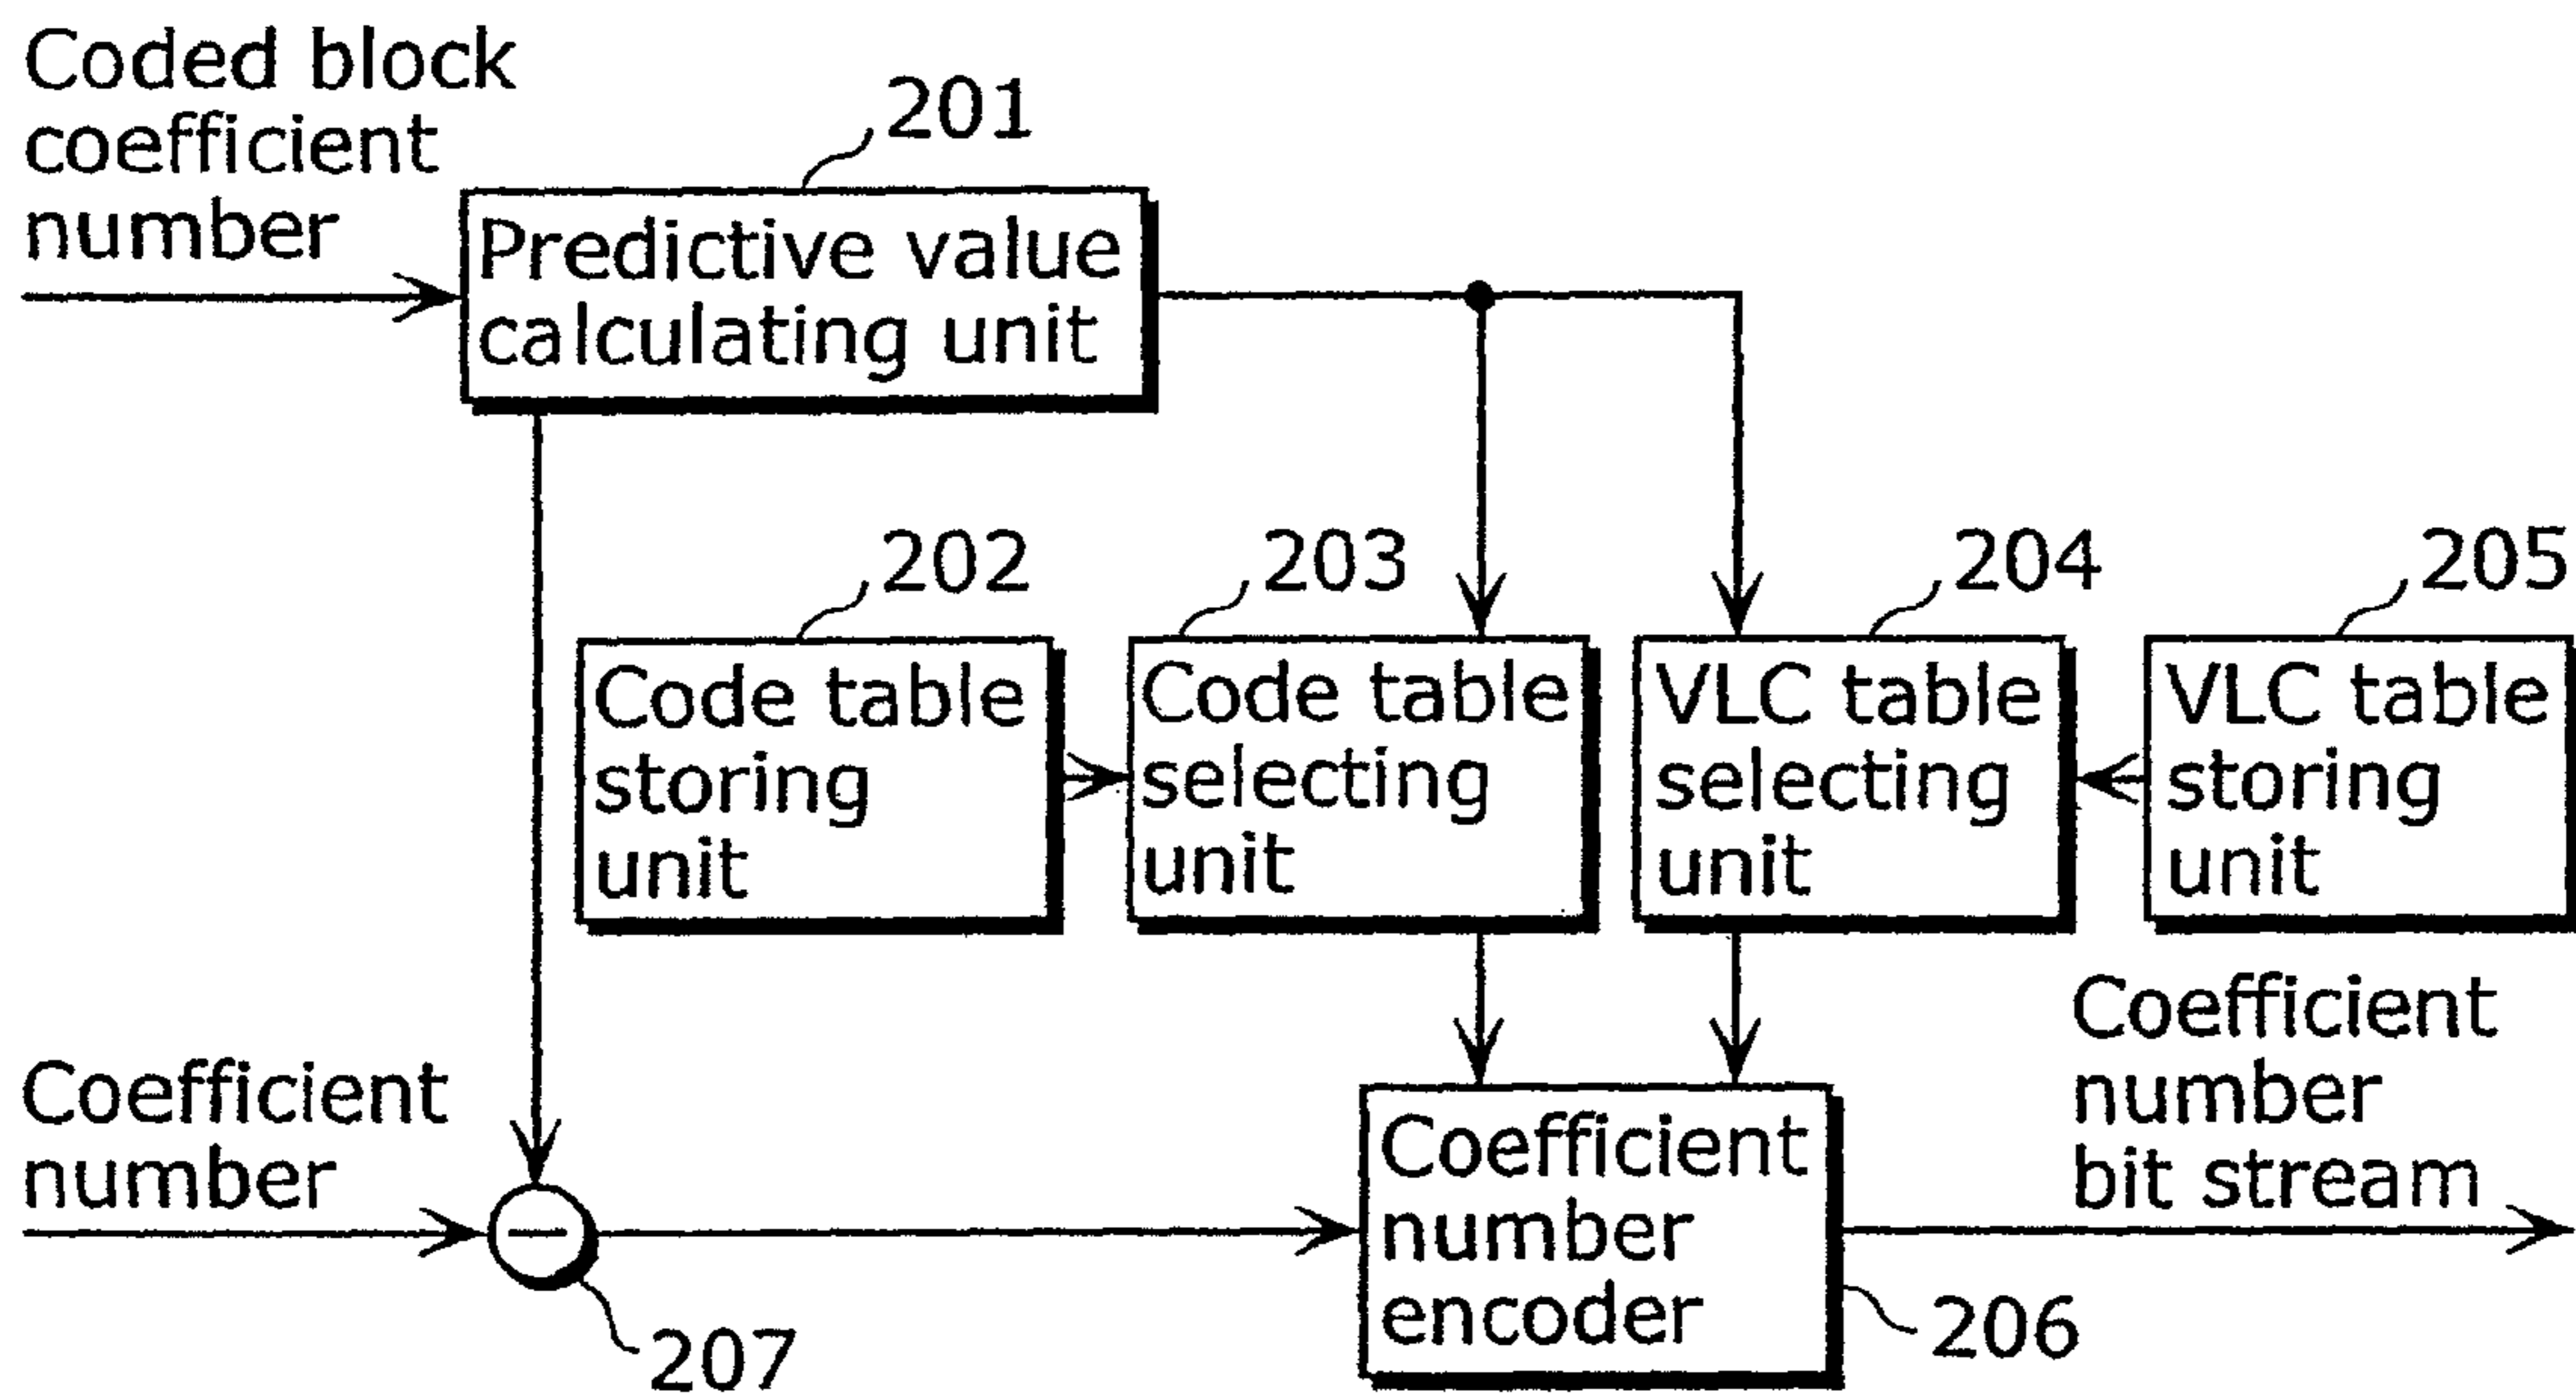 Coded block
coefficient
number
201
Predictive value
calculating unit
202
203
204
205
Code table
storing
unit
Code table
selecting
unit
VLC table
selecting
unit
VLC table
storing
unit
Coefficient
number
Coefficient
number
encoder
Coefficient
number
bit stream
207
206